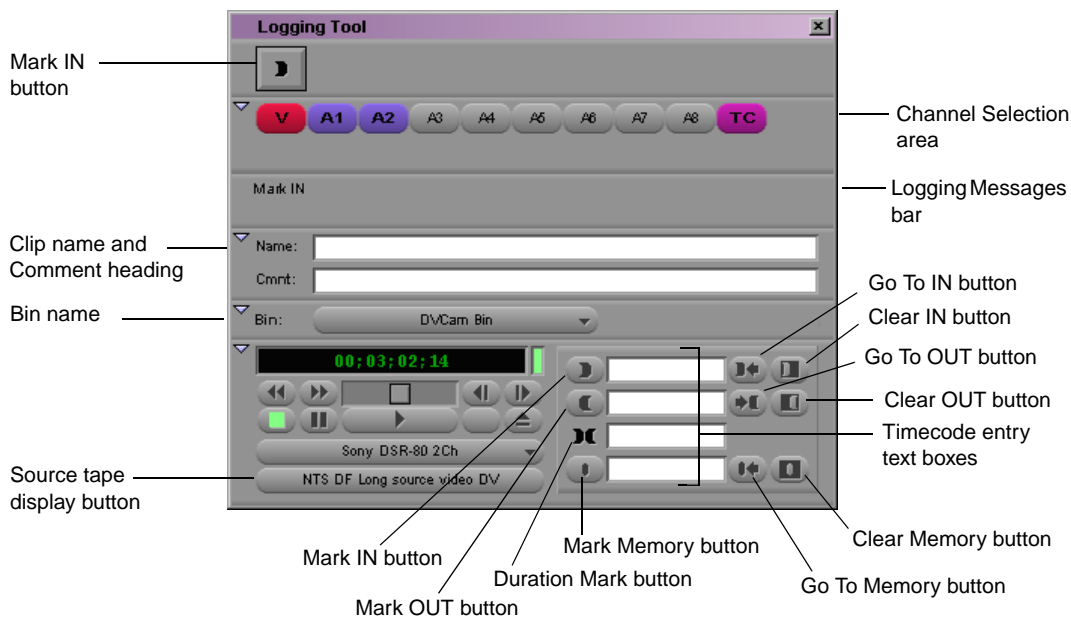 Logging Tool
Mark IN
button
V A1 A2 A3 A4 A5 A6 A7 A8 TC
Channel Selection
area
Mark IN
Logging Messages
bar
Clip name and
Comment heading
Name:
Cmnt:
Go To IN button
Bin name
Bin: DVCam Bin
Clear IN button
00;03;02;14
Go To OUT button
Clear OUT button
Timecode entry
text boxes
Sony DSR-80 2Ch
Source tape
display button
NTS DF Long source video DV
Mark IN button
Mark Memory button
Clear Memory button
Duration Mark button
Go To Memory button
Mark OUT button